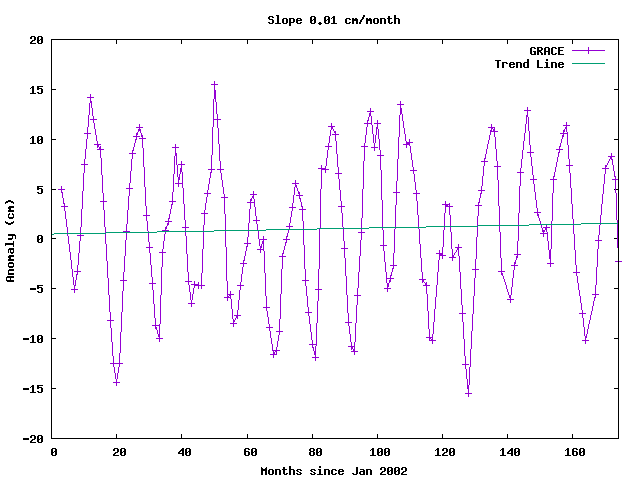 Slope 0.01 cm/month
GRACE
Trend Line
20
15
10
5
0
-5
-10
-15
-20
Anomaly (cm)
0 20 40 60 80 100 120 140 160
Months since Jan 2002